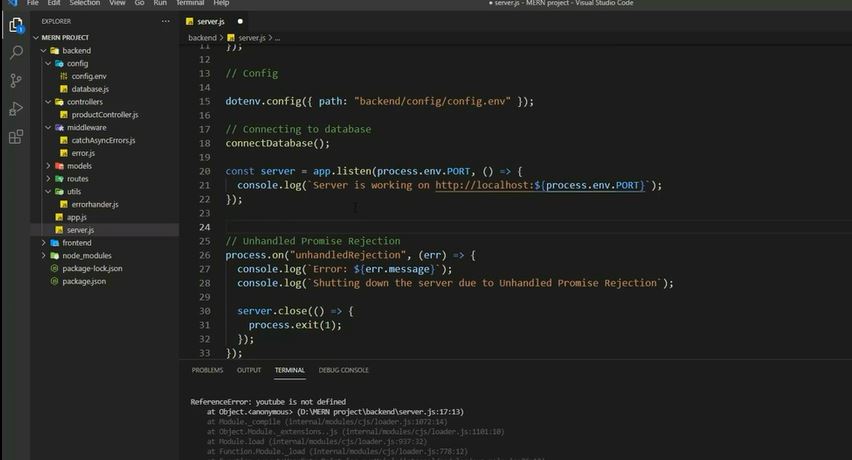 File Edit Selection View Go Run Terminal Help
● server.js - MERN project - Visual Studio Code
EXPLORER
MERN PROJECT
backend
config
config.env
database.js
controllers
productController.js
middleware
catchAsyncErrors.js
error.js
models
routes
utils
errorhander.js
app.js
server.js
frontend
node_modules
package-lock.json
package.json
server.js ●
backend > server.js > ...
11 });
12
13 // Config
14
15 dotenv.config({ path: "backend/config/config.env" });
16
17 // Connecting to database
18 connectDatabase();
19
20 const server = app.listen(process.env.PORT, () => {
21 console.log(`Server is working on http://localhost:${process.env.PORT}`);
22 });
23
24
25 // Unhandled Promise Rejection
26 process.on("unhandledRejection", (err) => {
27 console.log(`Error: ${err.message}`);
28 console.log(`Shutting down the server due to Unhandled Promise Rejection`);
29
30 server.close(() => {
31 process.exit(1);
32 });
33 });
PROBLEMS OUTPUT TERMINAL DEBUG CONSOLE
ReferenceError: youtube is not defined
at Object.<anonymous> (D:\MERN project\backend\server.js:17:13)
at Module._compile (internal/modules/cjs/loader.js:1072:14)
at Object.Module._extensions..js (internal/modules/cjs/loader.js:1101:10)
at Module.load (internal/modules/cjs/loader.js:937:32)
at Function.Module._load (internal/modules/cjs/loader.js:778:12)